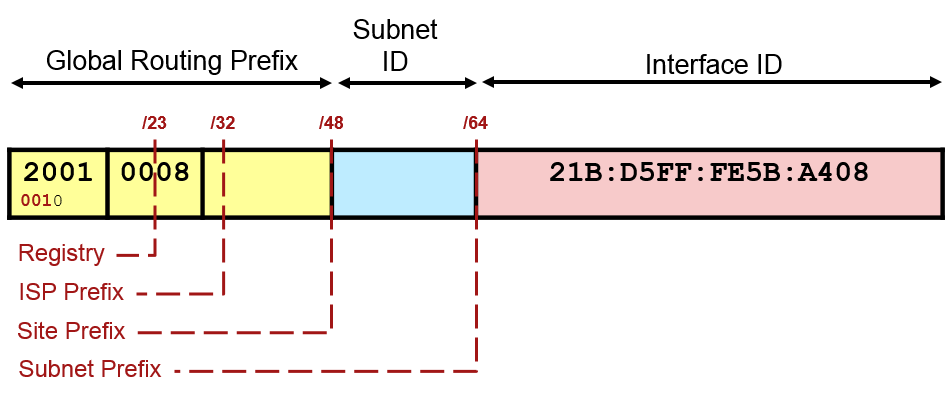 Subnet
ID
Global Routing Prefix
Interface ID
/23 /32 /48 /64
2001 0008 21B:D5FF:FE5B:A408
0010
Registry
ISP Prefix
Site Prefix
Subnet Prefix